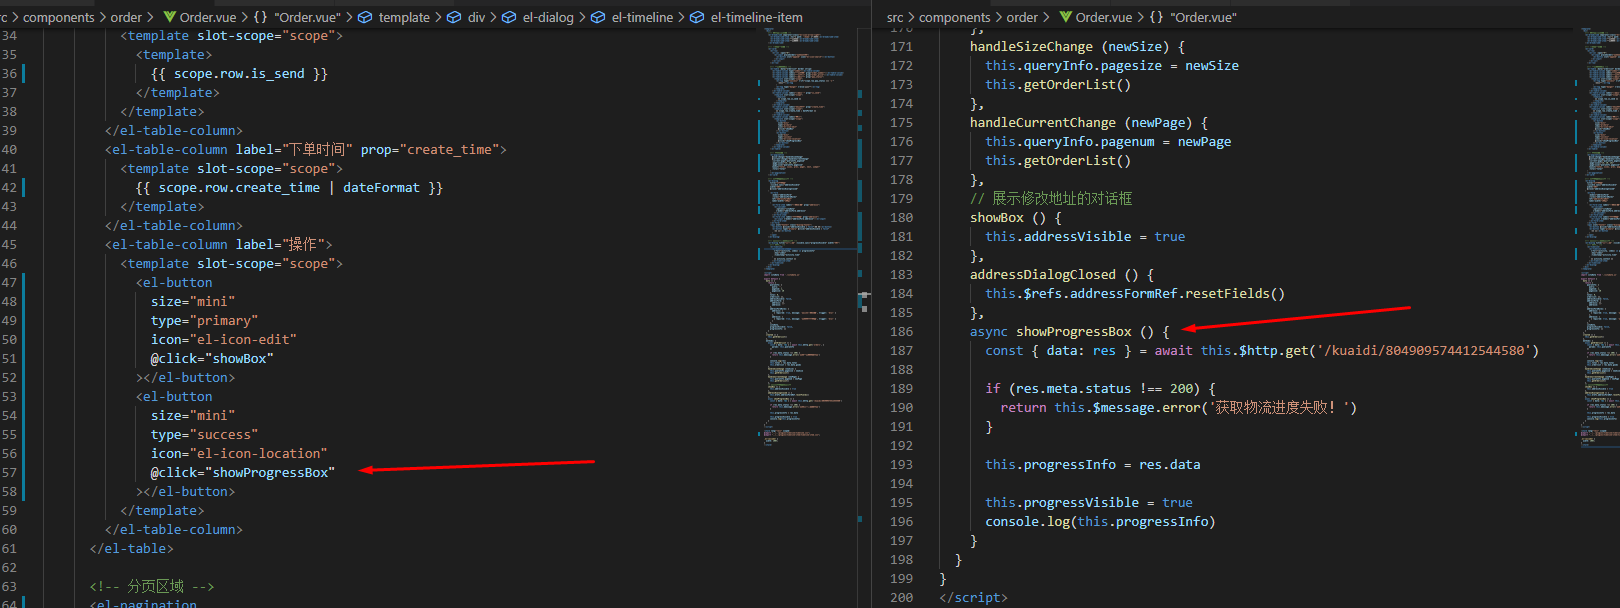 rc > components > order > Order.vue > {} "Order.vue" > template > div > el-dialog > el-timeline > el-timeline-item
34 <template slot-scope="scope">
35 <template>
36 {{ scope.row.is_send }}
37 </template>
38 </template>
39 </el-table-column>
40 <el-table-column label="下单时间" prop="create_time">
41 <template slot-scope="scope">
42 {{ scope.row.create_time | dateFormat }}
43 </template>
44 </el-table-column>
45 <el-table-column label="操作">
46 <template slot-scope="scope">
47 <el-button
48 size="mini"
49 type="primary"
50 icon="el-icon-edit"
51 @click="showBox"
52 ></el-button>
53 <el-button
54 size="mini"
55 type="success"
56 icon="el-icon-location"
57 @click="showProgressBox"
58 ></el-button>
59 </template>
60 </el-table-column>
61 </el-table>
62
63 <!-- 分页区域 -->
64 <el-pagination
src > components > order > Order.vue > {} "Order.vue"
170 },
171 handleSizeChange (newSize) {
172 this.queryInfo.pagesize = newSize
173 this.getOrderList()
174 },
175 handleCurrentChange (newPage) {
176 this.queryInfo.pagenum = newPage
177 this.getOrderList()
178 },
179 // 展示修改地址的对话框
180 showBox () {
181 this.addressVisible = true
182 },
183 addressDialogClosed () {
184 this.$refs.addressFormRef.resetFields()
185 },
186 async showProgressBox () {
187 const { data: res } = await this.$http.get('/kuaidi/804909574412544580')
188
189 if (res.meta.status !== 200) {
190 return this.$message.error('获取物流进度失败！')
191 }
192
193 this.progressInfo = res.data
194
195 this.progressVisible = true
196 console.log(this.progressInfo)
197 }
198 }
199 }
200 </script>